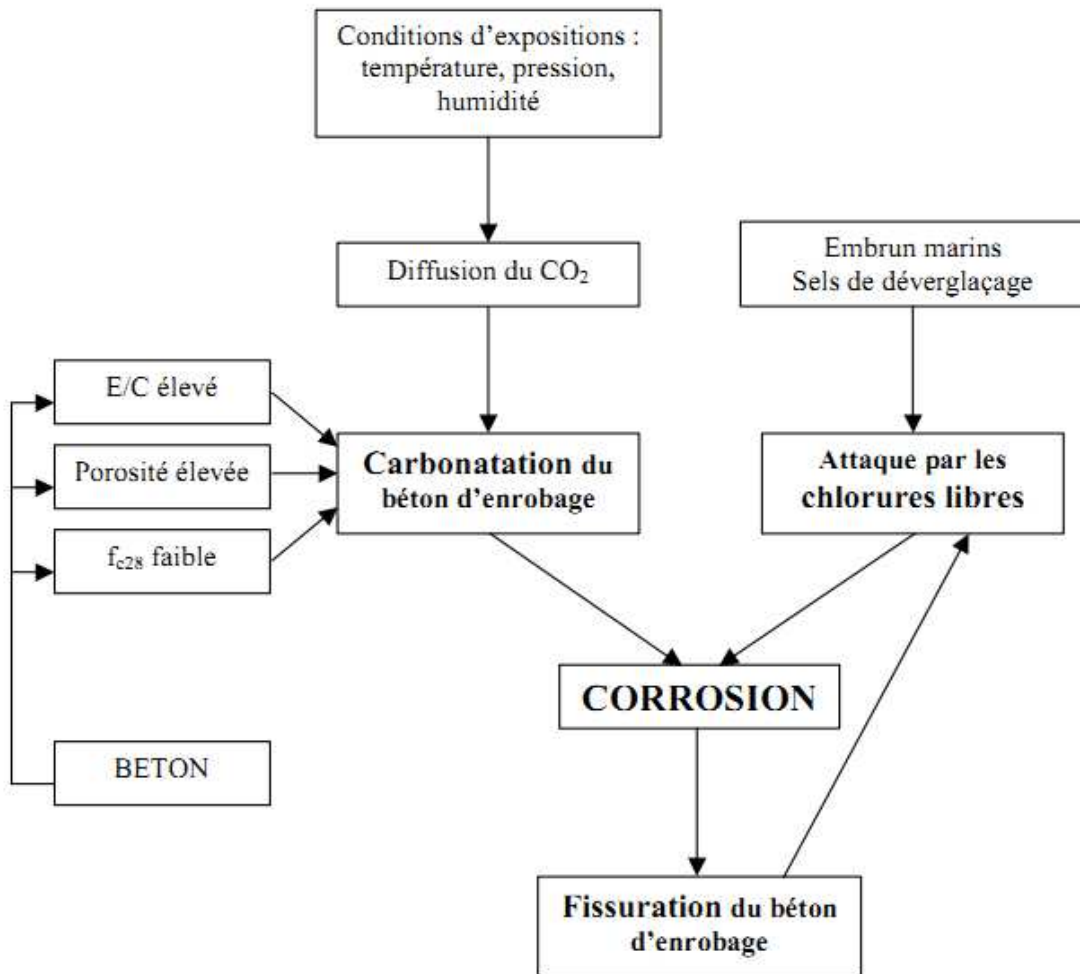 Conditions d’expositions :
température, pression,
humidité
Diffusion du CO₂
Embrun marins
Sels de déverglaçage
E/C élevé
Porosité élevée
f_c28 faible
Carbonatation du
béton d’enrobage
Attaque par les
chlorures libres
CORROSION
BETON
Fissuration du béton
d’enrobage